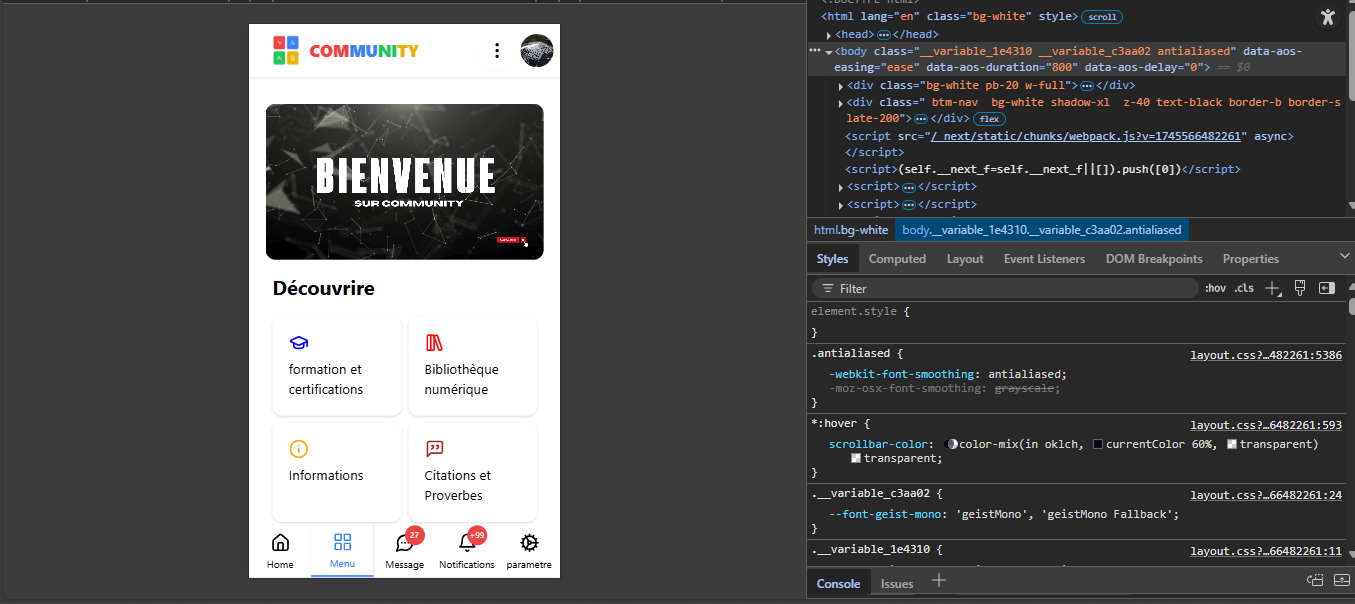 COMMUNITY
BIENVENUE
SUR COMMUNITY
Découvrire
formation et
certifications
Bibliothèque
numérique
Informations
Citations et
Proverbes
27
+99
Home
Menu
Message
Notifications
parametre
<html lang="en" class="bg-white" style> scroll
<head> </head>
<body class="__variable_1e4310 __variable_c3aa02 antialiased" data-aos-
easing="ease" data-aos-duration="800" data-aos-delay="0"> == $0
<div class="bg-white pb-20 w-full"> </div>
<div class=" btm-nav  bg-white shadow-xl  z-40 text-black border-b border-s
late-200"> </div> flex
<script src="/_next/static/chunks/webpack.js?v=1745566482261" async>
</script>
<script>(self.__next_f=self.__next_f||[]).push([0])</script>
<script> </script>
<script> </script>
html.bg-white body.__variable_1e4310.__variable_c3aa02.antialiased
Styles Computed Layout Event Listeners DOM Breakpoints Properties
Filter :hov .cls
element.style {
}
.antialiased { layout.css?…482261:5386
-webkit-font-smoothing: antialiased;
-moz-osx-font-smoothing: grayscale;
}
*:hover { layout.css?…6482261:593
scrollbar-color: color-mix(in oklch, currentColor 60%, transparent)
transparent;
}
.__variable_c3aa02 { layout.css?…66482261:24
--font-geist-mono: 'geistMono', 'geistMono Fallback';
}
.__variable_1e4310 { layout.css?…66482261:11
Console Issues